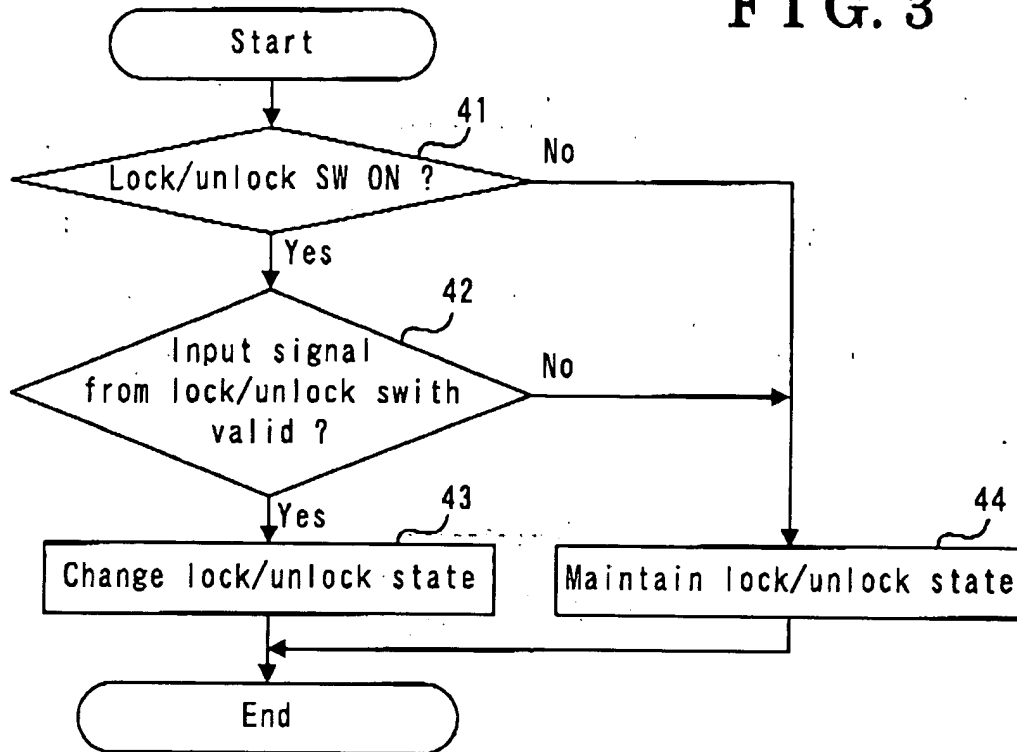 FIG. 3
Start
41
Lock/unlock SW ON ?
No
Yes
42
Input signal
from lock/unlock swith
valid ?
No
Yes
43
Change lock/unlock state
44
Maintain lock/unlock state
End